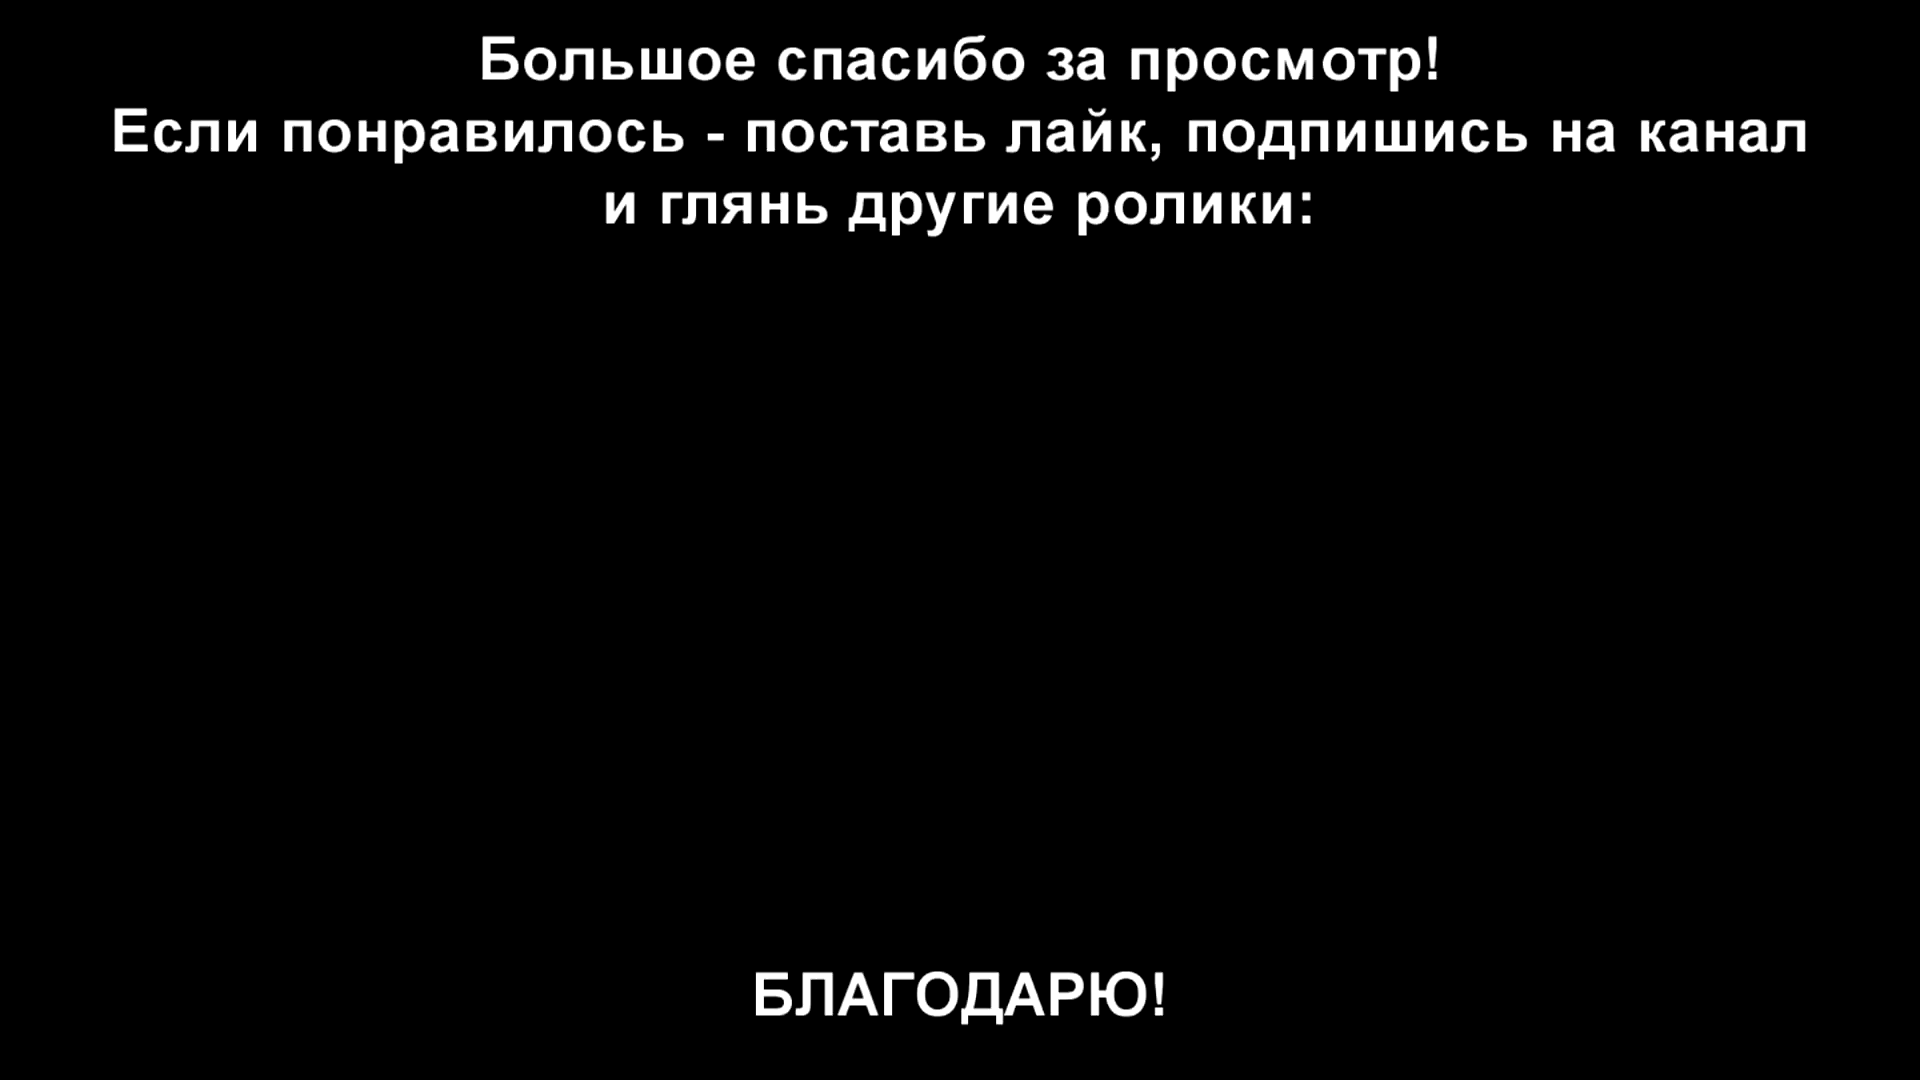 Большое спасибо за просмотр!
Если понравилось - поставь лайк, подпишись на канал
и глянь другие ролики:
БЛАГОДАРЮ!